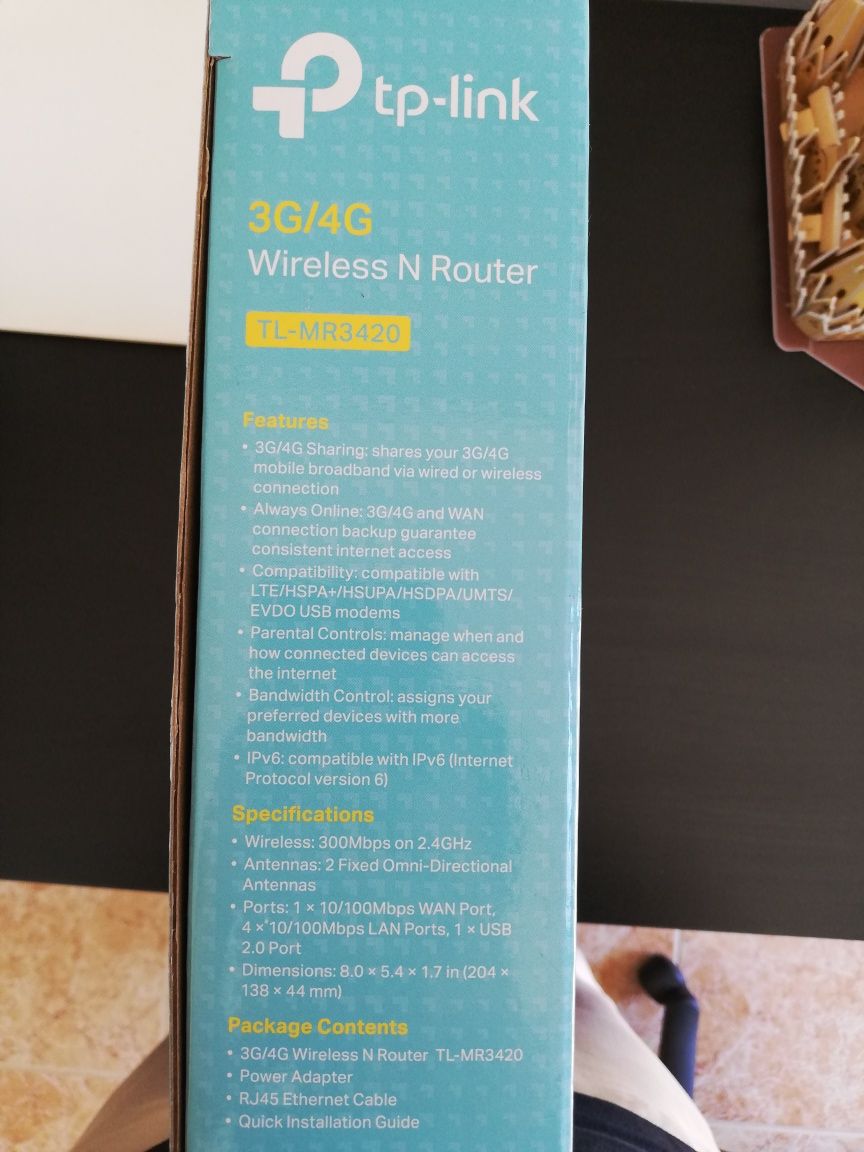 tp-link
3G/4G
Wireless N Router
TL-MR3420
Features
• 3G/4G Sharing: shares your 3G/4G
mobile broadband via wired or wireless
connection
• Always Online: 3G/4G and WAN
connection backup guarantee
consistent internet access
• Compatibility: compatible with
LTE/HSPA+/HSUPA/HSDPA/UMTS/
EVDO USB modems
• Parental Controls: manage when and
how connected devices can access
the internet
• Bandwidth Control: assigns your
preferred devices with more
bandwidth
• IPv6: compatible with IPv6 (Internet
Protocol version 6)
Specifications
• Wireless: 300Mbps on 2.4GHz
• Antennas: 2 Fixed Omni-Directional
Antennas
• Ports: 1 × 10/100Mbps WAN Port,
4 × 10/100Mbps LAN Ports, 1 × USB
2.0 Port
• Dimensions: 8.0 × 5.4 × 1.7 in (204 ×
138 × 44 mm)
Package Contents
• 3G/4G Wireless N Router TL-MR3420
• Power Adapter
• RJ45 Ethernet Cable
• Quick Installation Guide